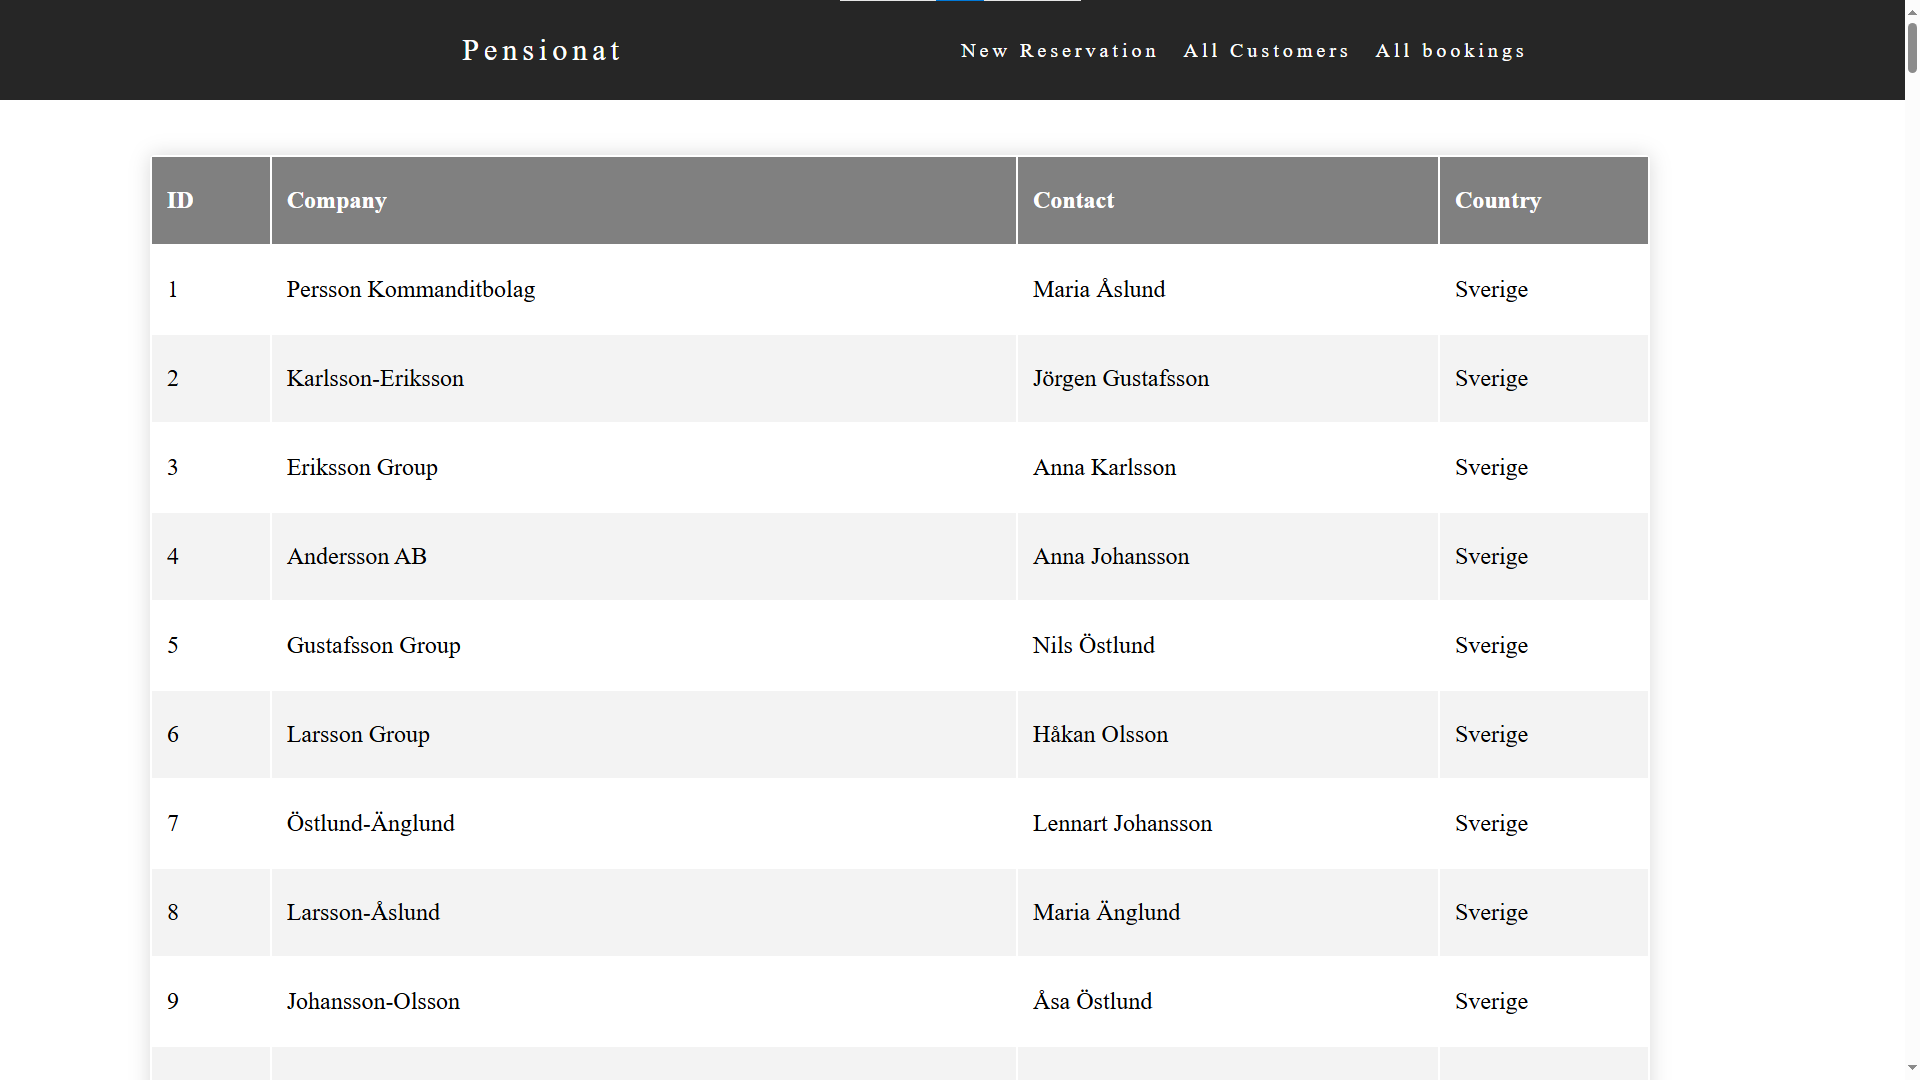 Pensionat New Reservation All Customers All bookings
ID Company Contact Country
1 Persson Kommanditbolag Maria Åslund Sverige
2 Karlsson-Eriksson Jörgen Gustafsson Sverige
3 Eriksson Group Anna Karlsson Sverige
4 Andersson AB Anna Johansson Sverige
5 Gustafsson Group Nils Östlund Sverige
6 Larsson Group Håkan Olsson Sverige
7 Östlund-Änglund Lennart Johansson Sverige
8 Larsson-Åslund Maria Änglund Sverige
9 Johansson-Olsson Åsa Östlund Sverige